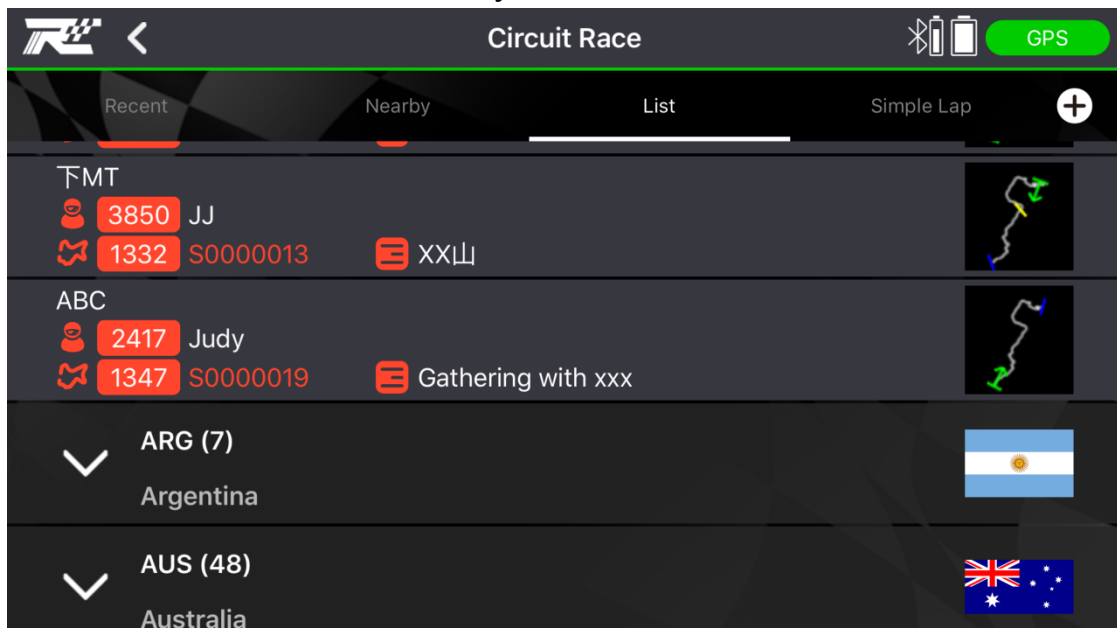 Circuit Race
GPS
Recent Nearby List Simple Lap
下MT
3850 JJ
1332 S0000013 XX山
ABC
2417 Judy
1347 S0000019 Gathering with xxx
ARG (7)
Argentina
AUS (48)
Australia